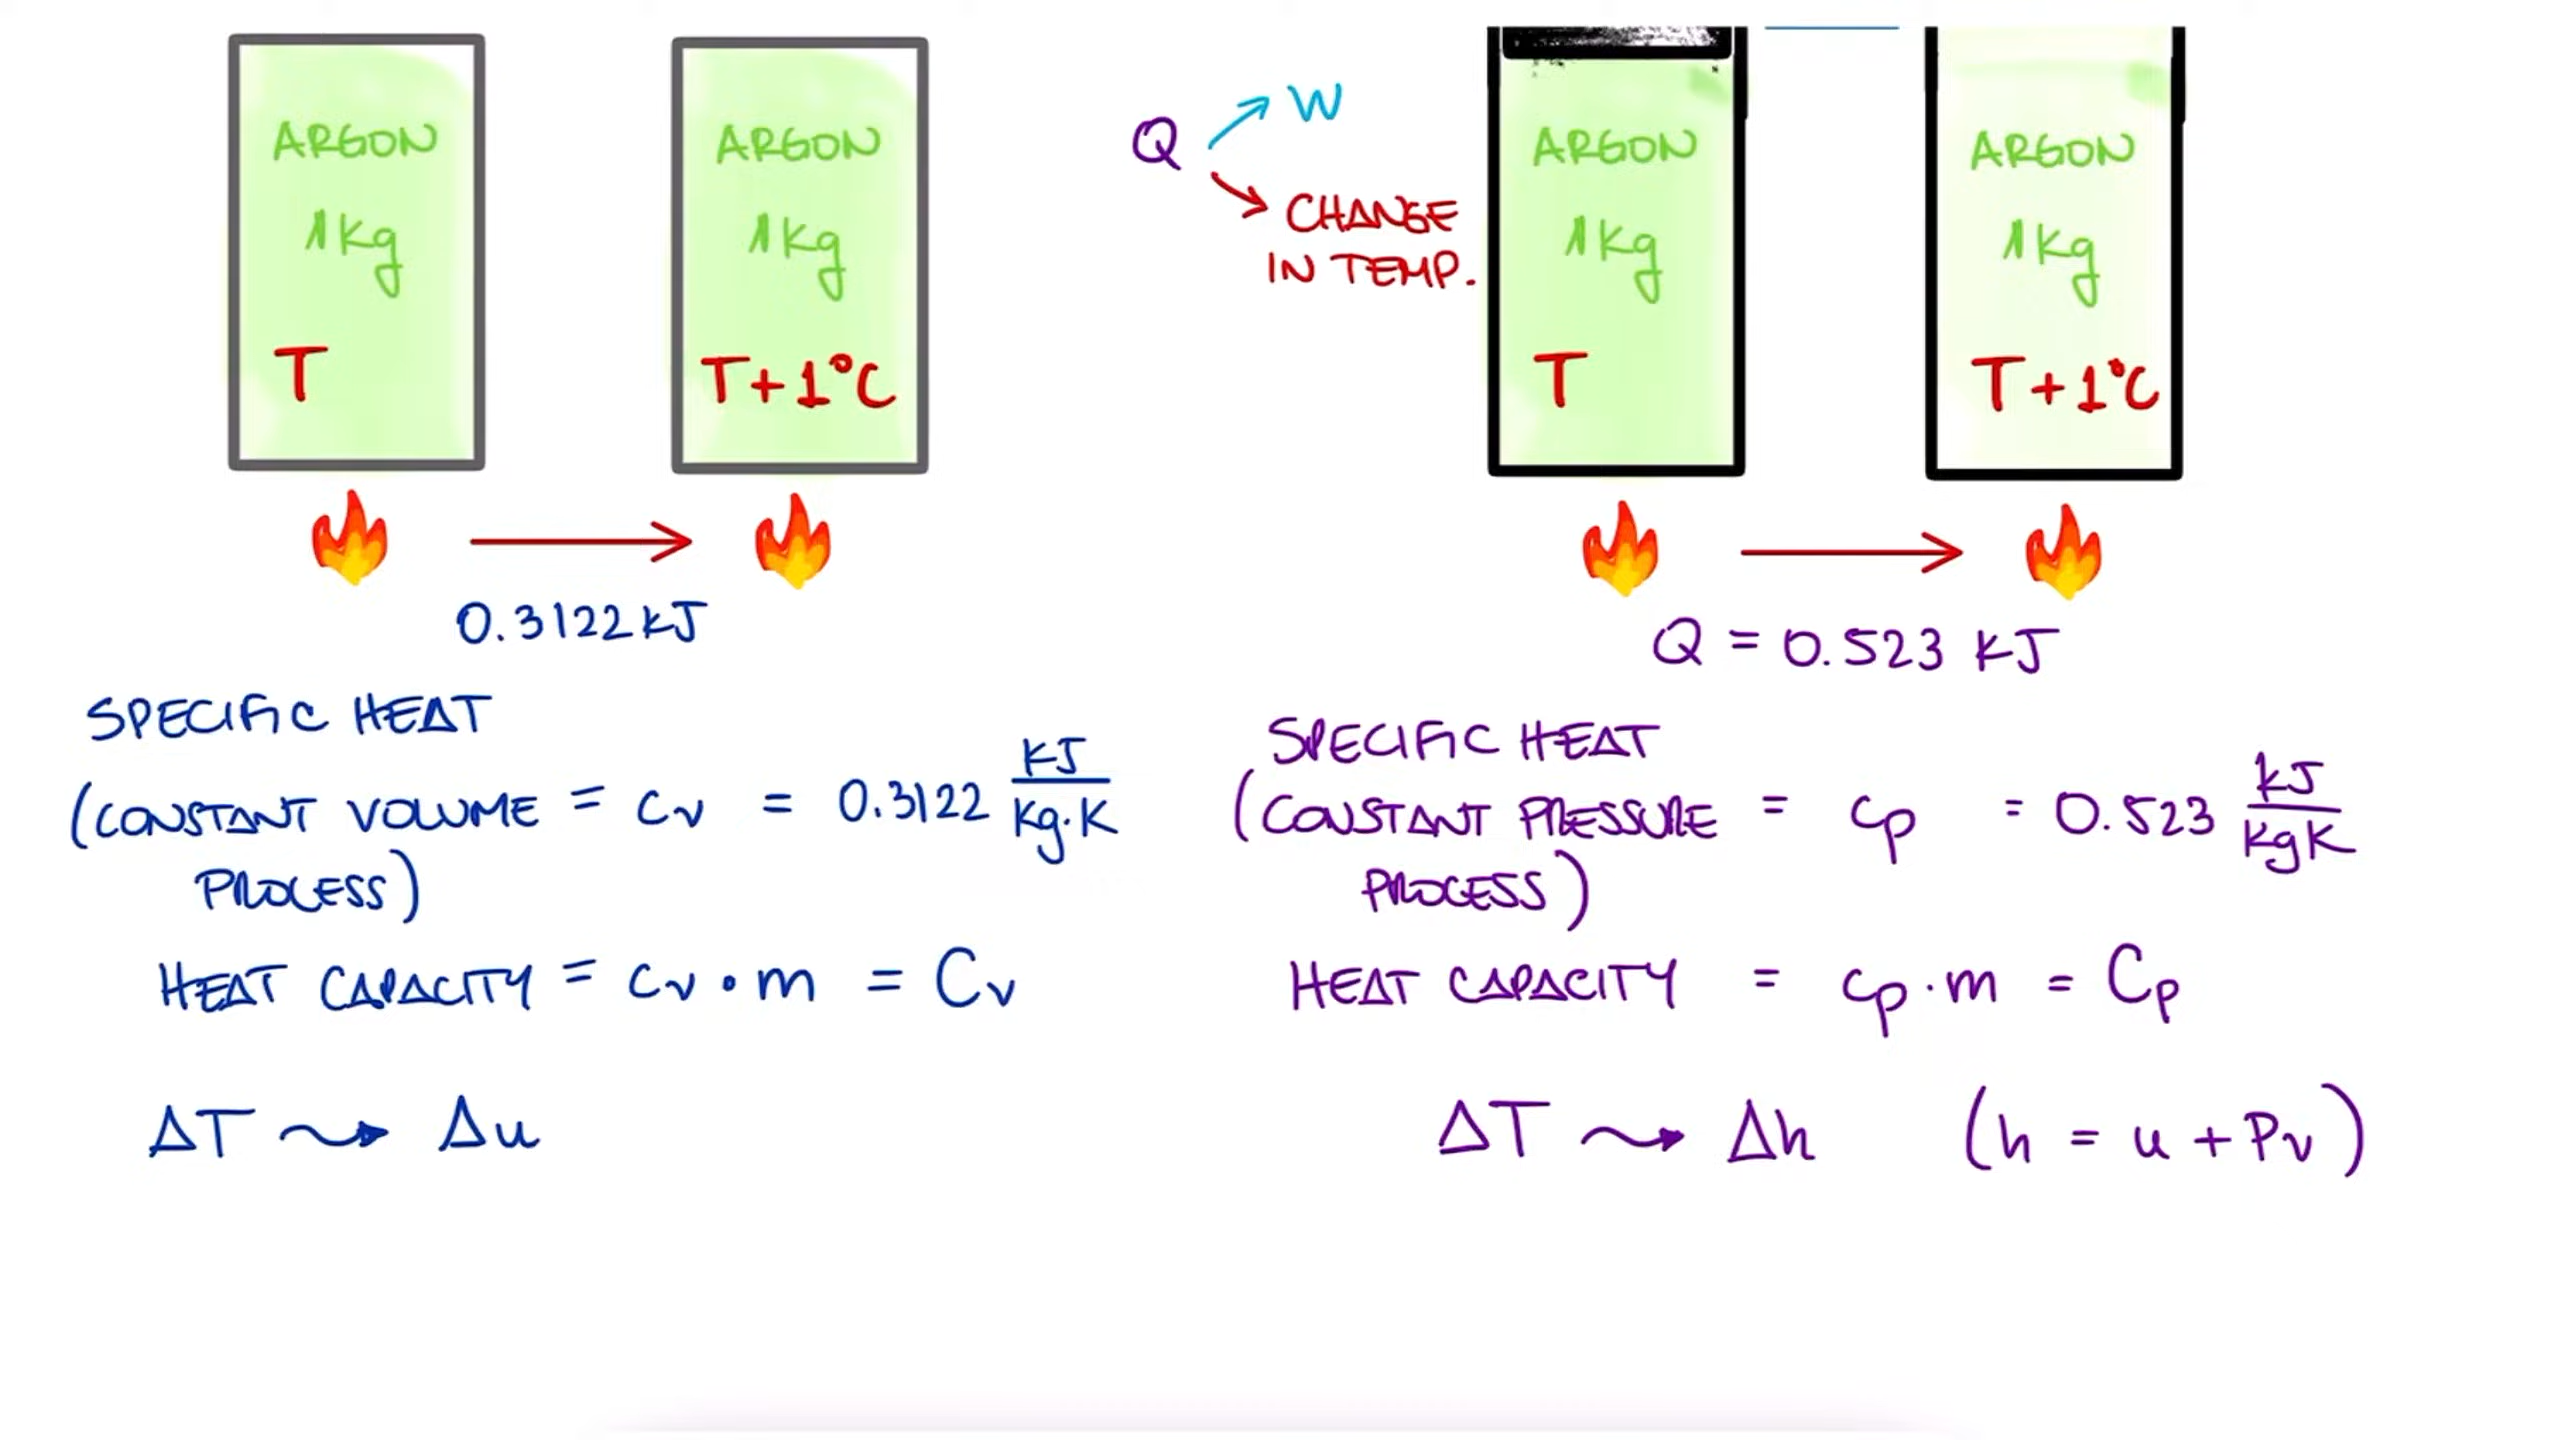 ARGON
1Kg
T
ARGON
1Kg
T+1°C
0.3122 KJ
SPECIFIC HEAT
(CONSTANT VOLUME = cv = 0.3122 KJ/Kg·K
PROCESS)
HEAT CAPACITY = cv · m = Cv
ΔT ⇝ Δu
Q
W
CHANGE
IN TEMP.
ARGON
1Kg
T
ARGON
1Kg
T+1°C
Q = 0.523 KJ
SPECIFIC HEAT
(CONSTANT PRESSURE = cp = 0.523 kJ/KgK
PROCESS)
HEAT CAPACITY = cp · m = Cp
ΔT ⇝ Δh (h = u + Pv)